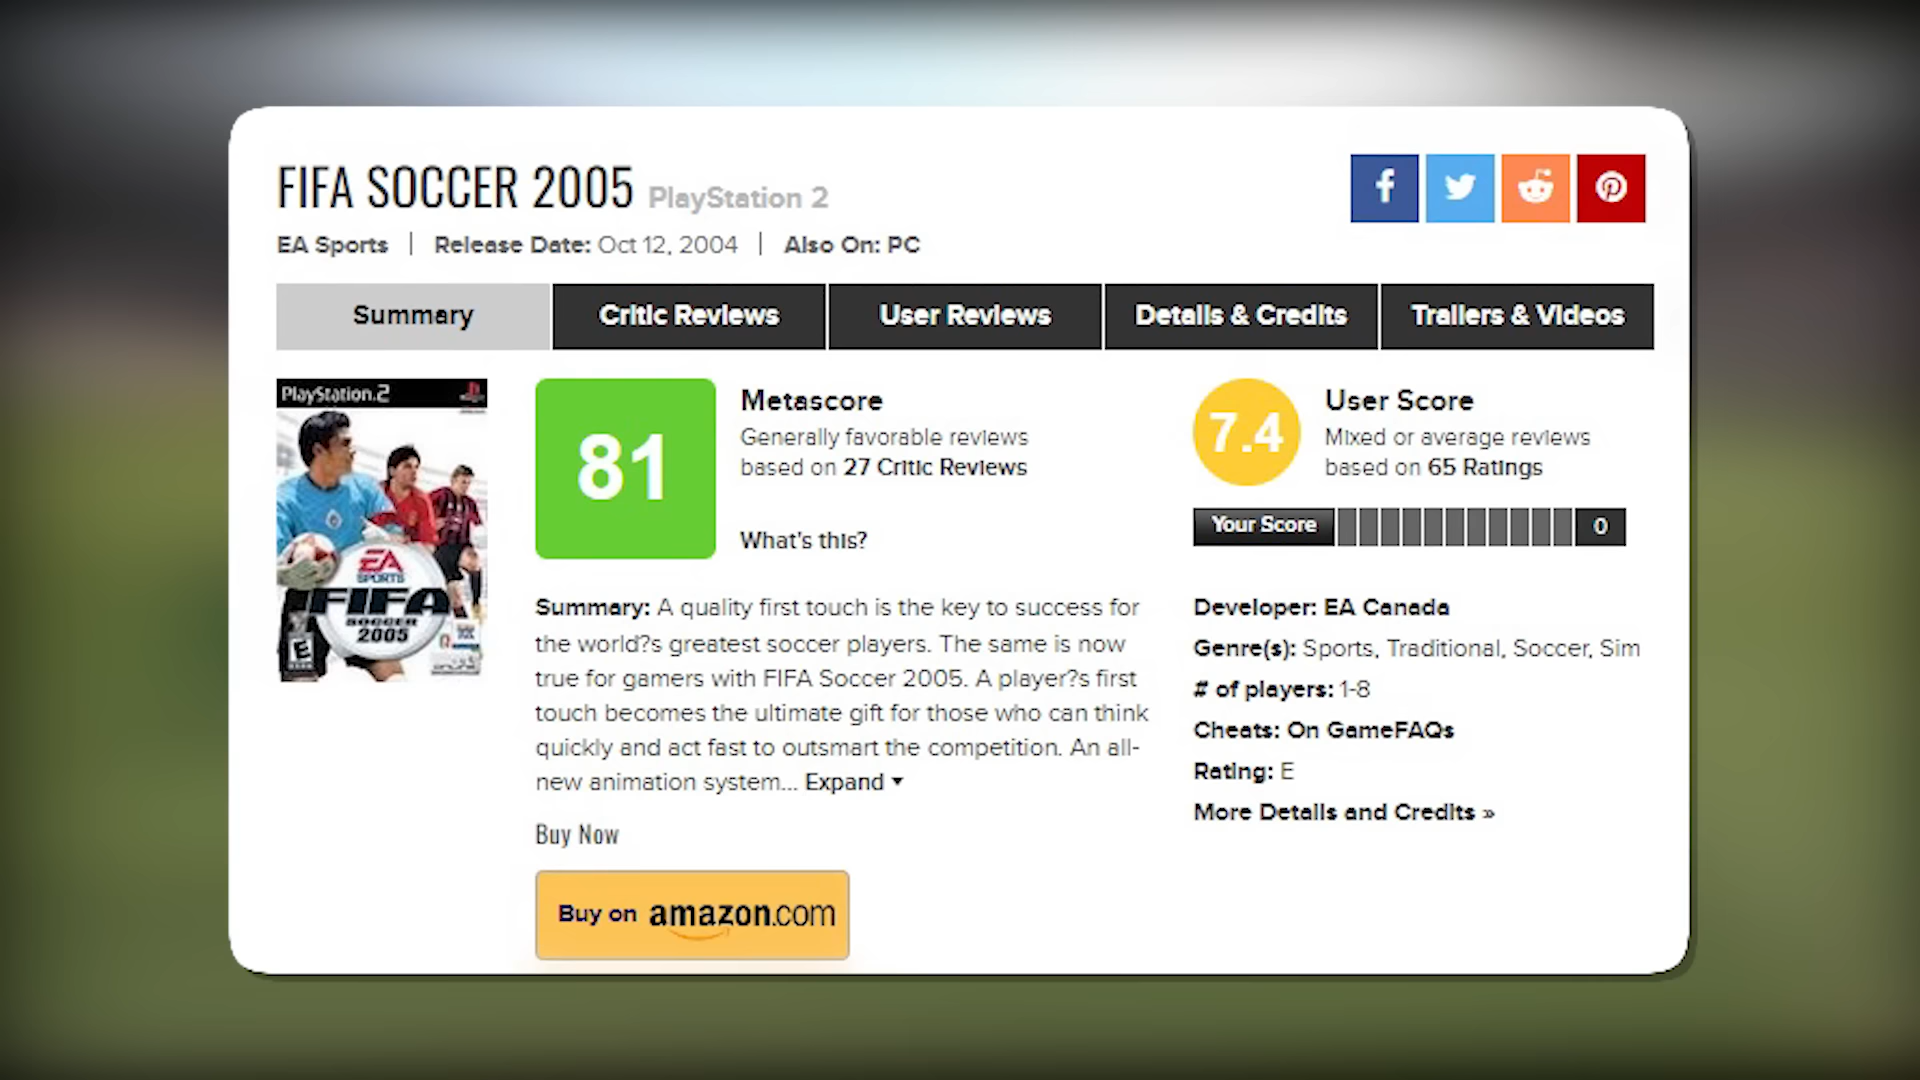 FIFA SOCCER 2005 PlayStation 2
EA Sports | Release Date: Oct 12, 2004 | Also On: PC
Summary
Critic Reviews
User Reviews
Details & Credits
Trailers & Videos
PlayStation.2
EA
SPORTS
FIFA
SOCCER
2005
E
81
Metascore
Generally favorable reviews
based on 27 Critic Reviews
What's this?
7.4
User Score
Mixed or average reviews
based on 65 Ratings
Your Score
0
Summary: A quality first touch is the key to success for
the world?s greatest soccer players. The same is now
true for gamers with FIFA Soccer 2005. A player?s first
touch becomes the ultimate gift for those who can think
quickly and act fast to outsmart the competition. An all-
new animation system... Expand ▾
Developer: EA Canada
Genre(s): Sports, Traditional, Soccer, Sim
# of players: 1-8
Cheats: On GameFAQs
Rating: E
More Details and Credits »
Buy Now
Buy on amazon.com